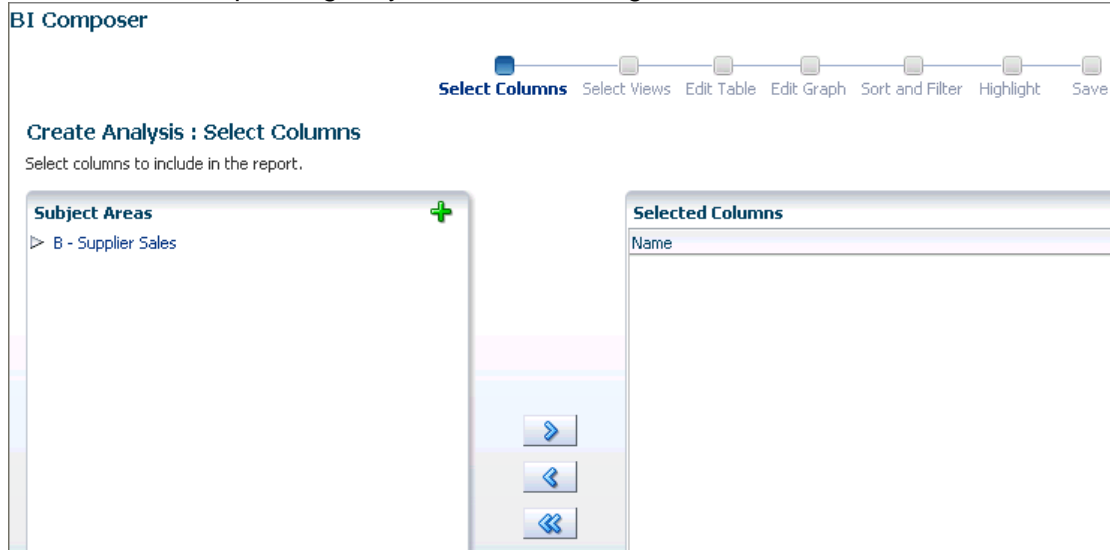 BI Composer
Select Columns Select Views Edit Table Edit Graph Sort and Filter Highlight Save
Create Analysis : Select Columns
Select columns to include in the report.
Subject Areas
Selected Columns
B - Supplier Sales
Name